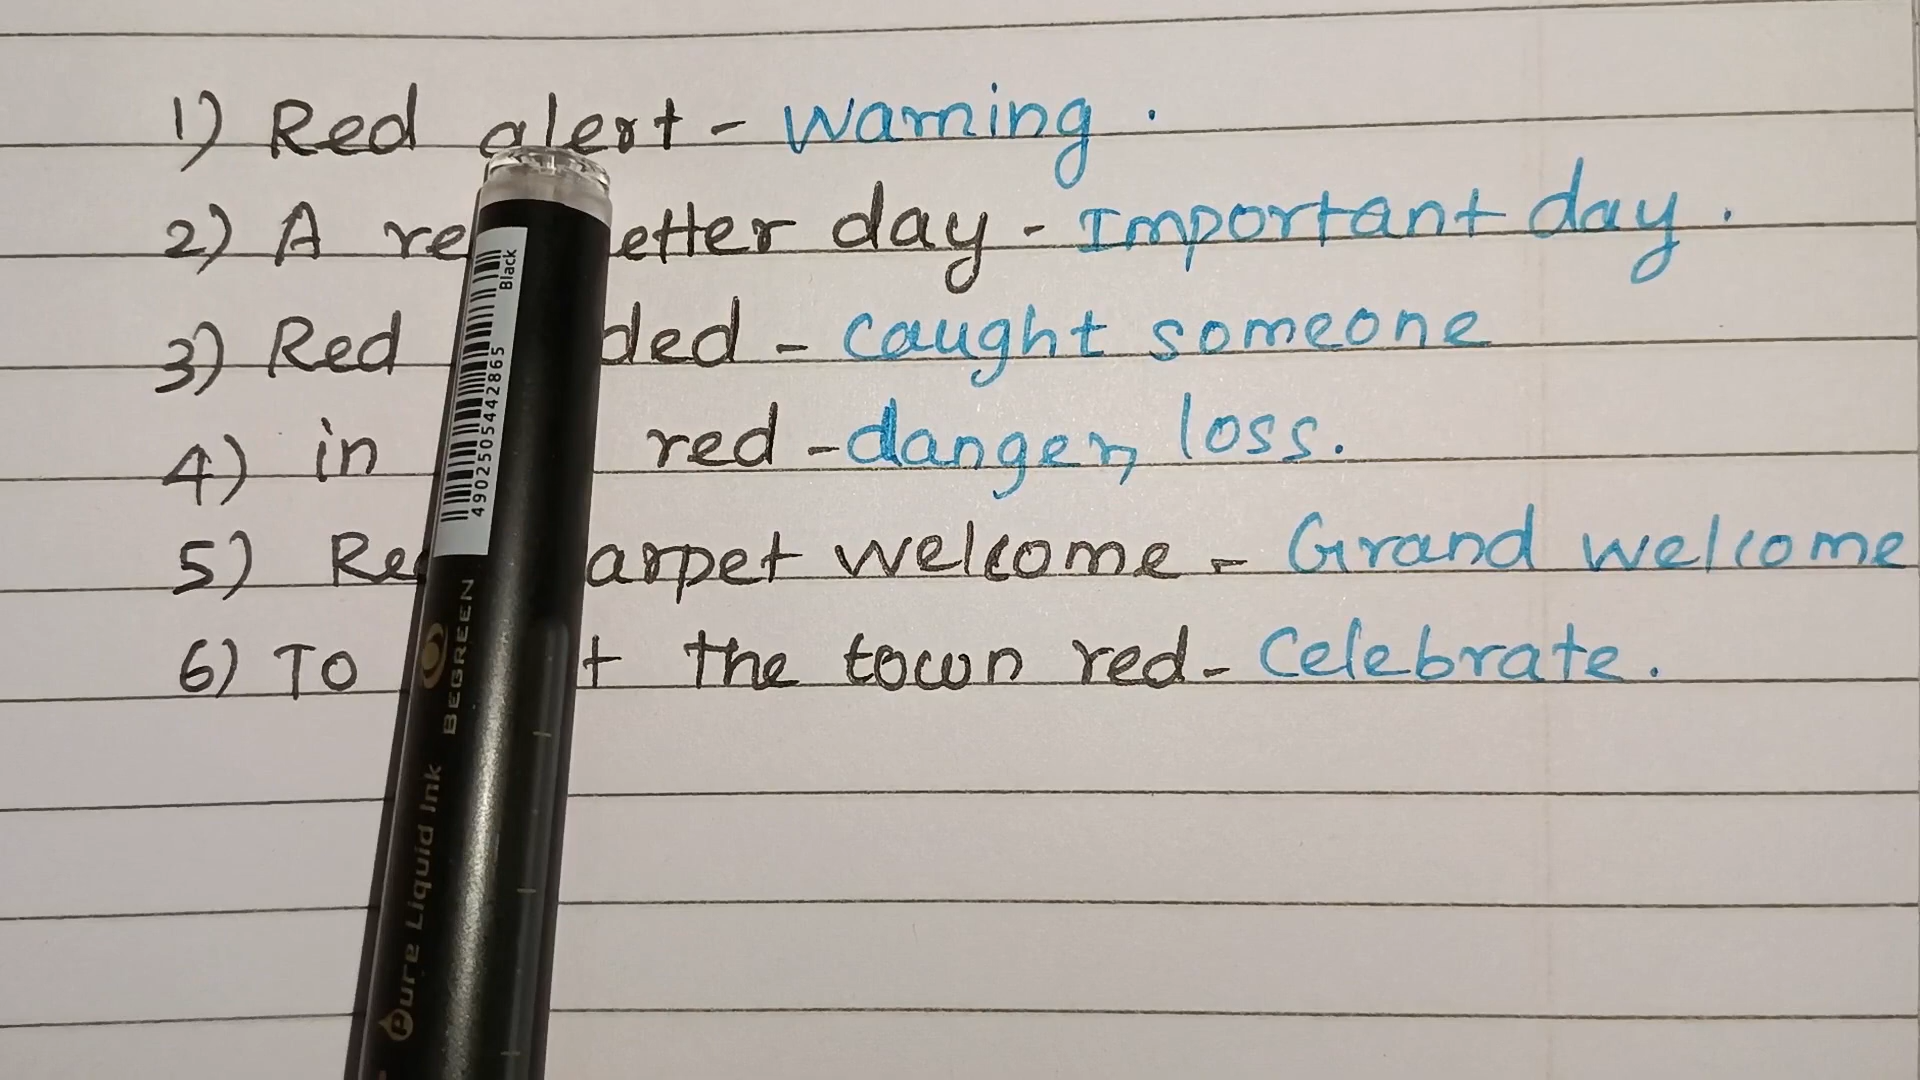 1) Red alert - Warning.
2) A re etter day - Important day.
3) Red ded - Caught someone
4) in red - danger, loss.
5) Re arpet welcome - Grand welcome
6) To t the town red - Celebrate.
Black
4902505442865
BEGREEN
Pure Liquid Ink